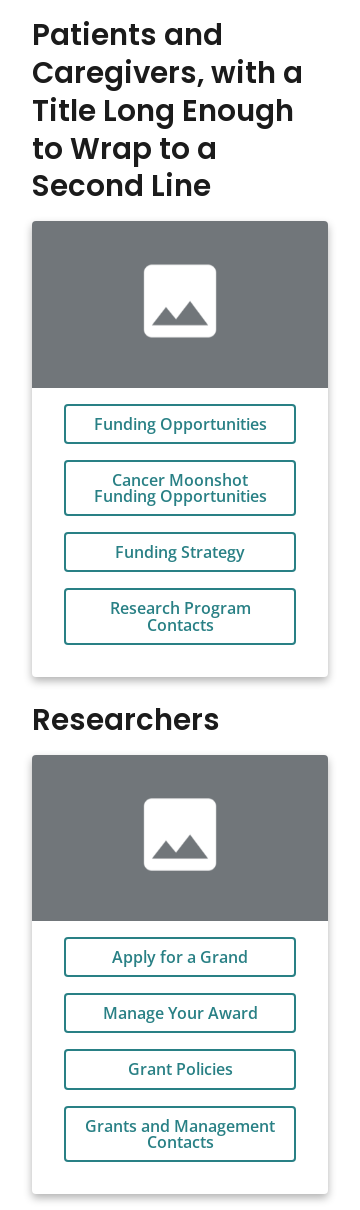 Patients and
Caregivers, with a
Title Long Enough
to Wrap to a
Second Line
Funding Opportunities
Cancer Moonshot
Funding Opportunities
Funding Strategy
Research Program
Contacts
Researchers
Apply for a Grand
Manage Your Award
Grant Policies
Grants and Management
Contacts